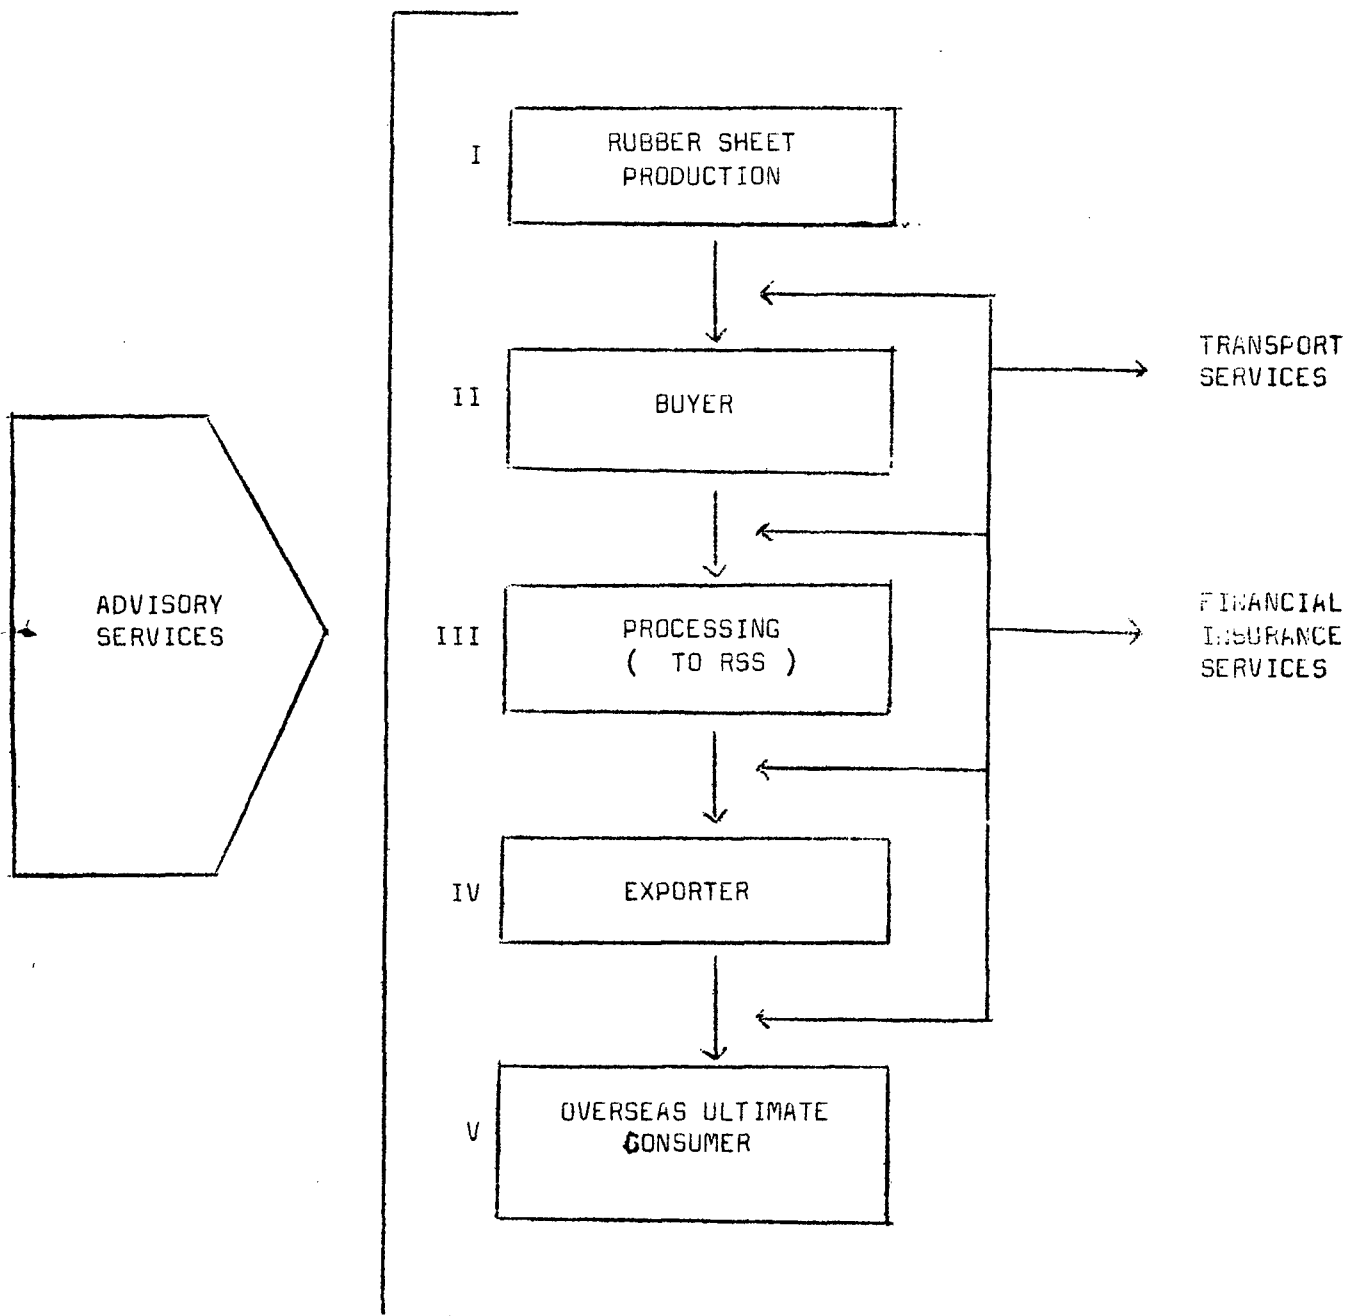 I
RUBBER SHEET
PRODUCTION
TRANSPORT
SERVICES
II
BUYER
ADVISORY
SERVICES
III
PROCESSING
( TO RSS )
FINANCIAL
INSURANCE
SERVICES
IV
EXPORTER
V
OVERSEAS ULTIMATE
CONSUMER